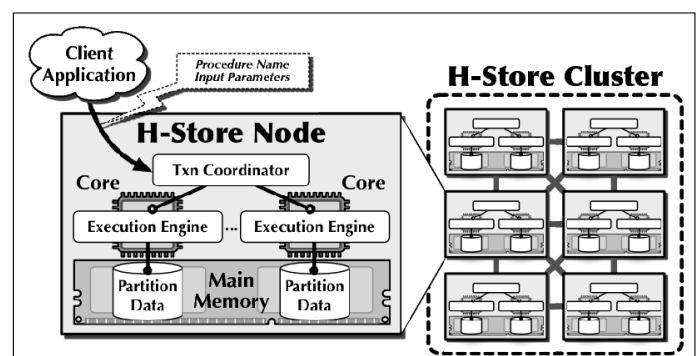 Client
Application
Procedure Name
Input Parameters
H-Store Cluster
H-Store Node
Txn Coordinator
Core
Core
Execution Engine
...
Execution Engine
Partition
Data
Main
Memory
Partition
Data